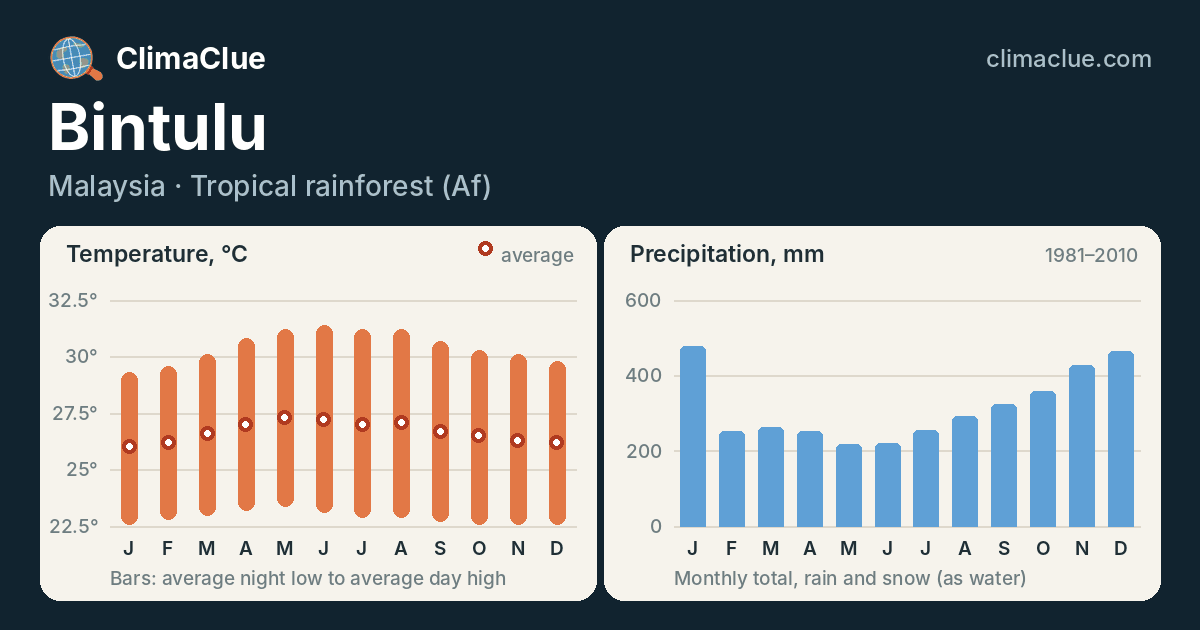 ClimaClue
climaclue.com
Bintulu
Malaysia · Tropical rainforest (Af)
Temperature, °C
average
32.5°
30°
27.5°
25°
22.5°
J F M A M J J A S O N D
Bars: average night low to average day high
Precipitation, mm
1981–2010
600
400
200
0
J F M A M J J A S O N D
Monthly total, rain and snow (as water)